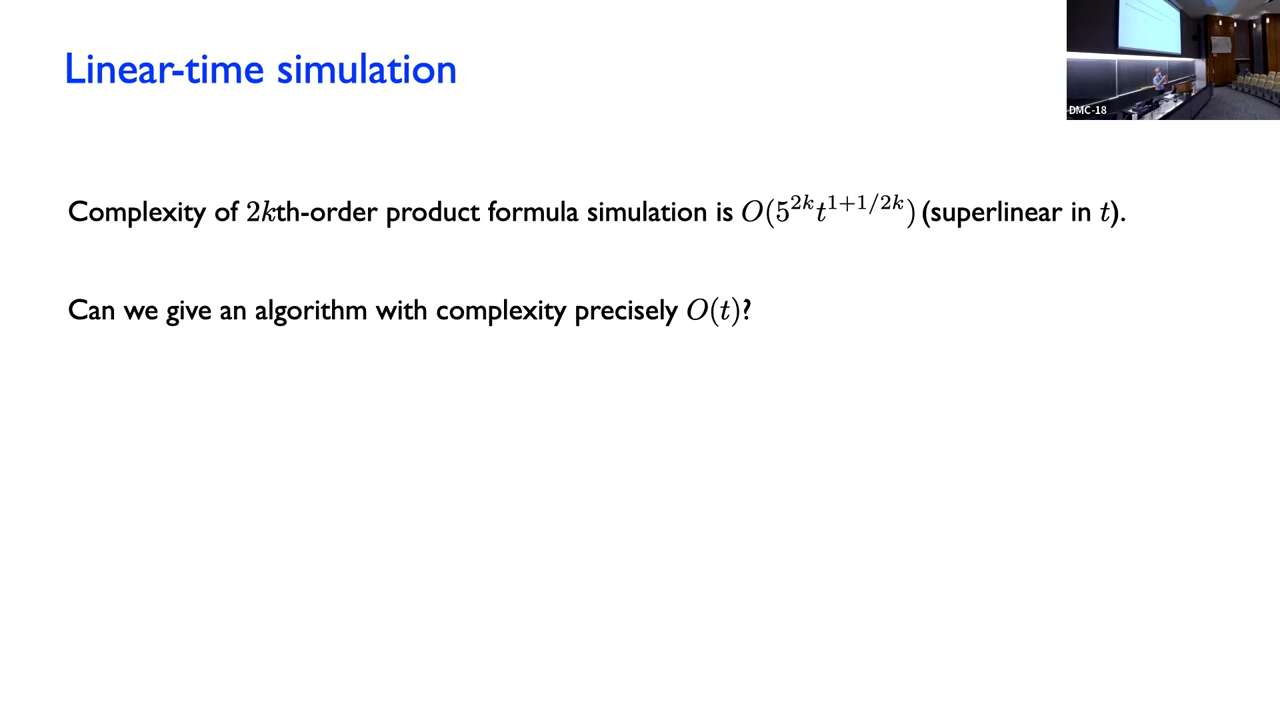 Linear-time simulation
DMC-18
Complexity of 2kth-order product formula simulation is O(5^{2k}t^{1+1/2k}) (superlinear in t).
Can we give an algorithm with complexity precisely O(t)?